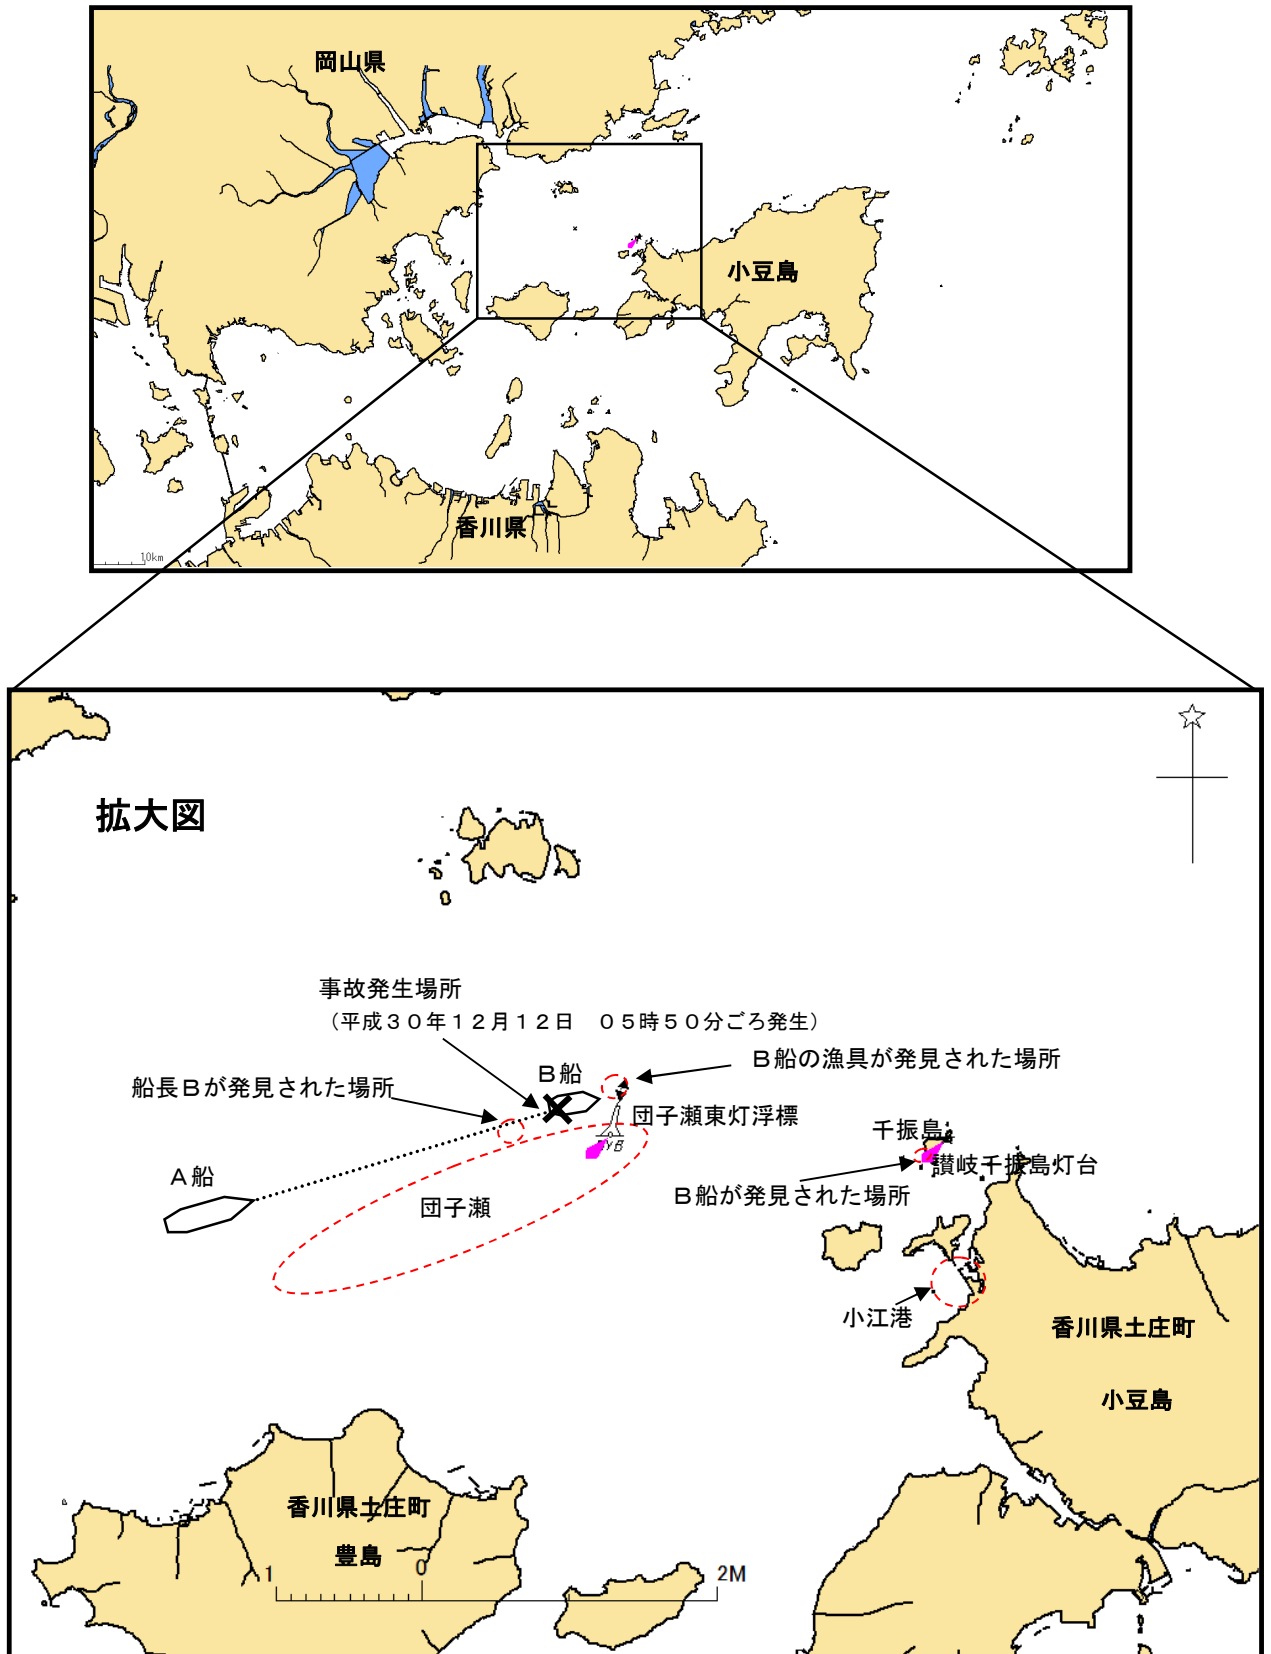 岡山県
小豆島
香川県
10km
拡大図
事故発生場所
（平成３０年１２月１２日　０５時５０分ごろ発生）
Ｂ船の漁具が発見された場所
Ｂ船
船長Ｂが発見された場所
団子瀬東灯浮標
千振島
讃岐千振島灯台
Ａ船
Ｂ船が発見された場所
団子瀬
小江港
香川県土庄町
小豆島
香川県土庄町
豊島
1
0
2M